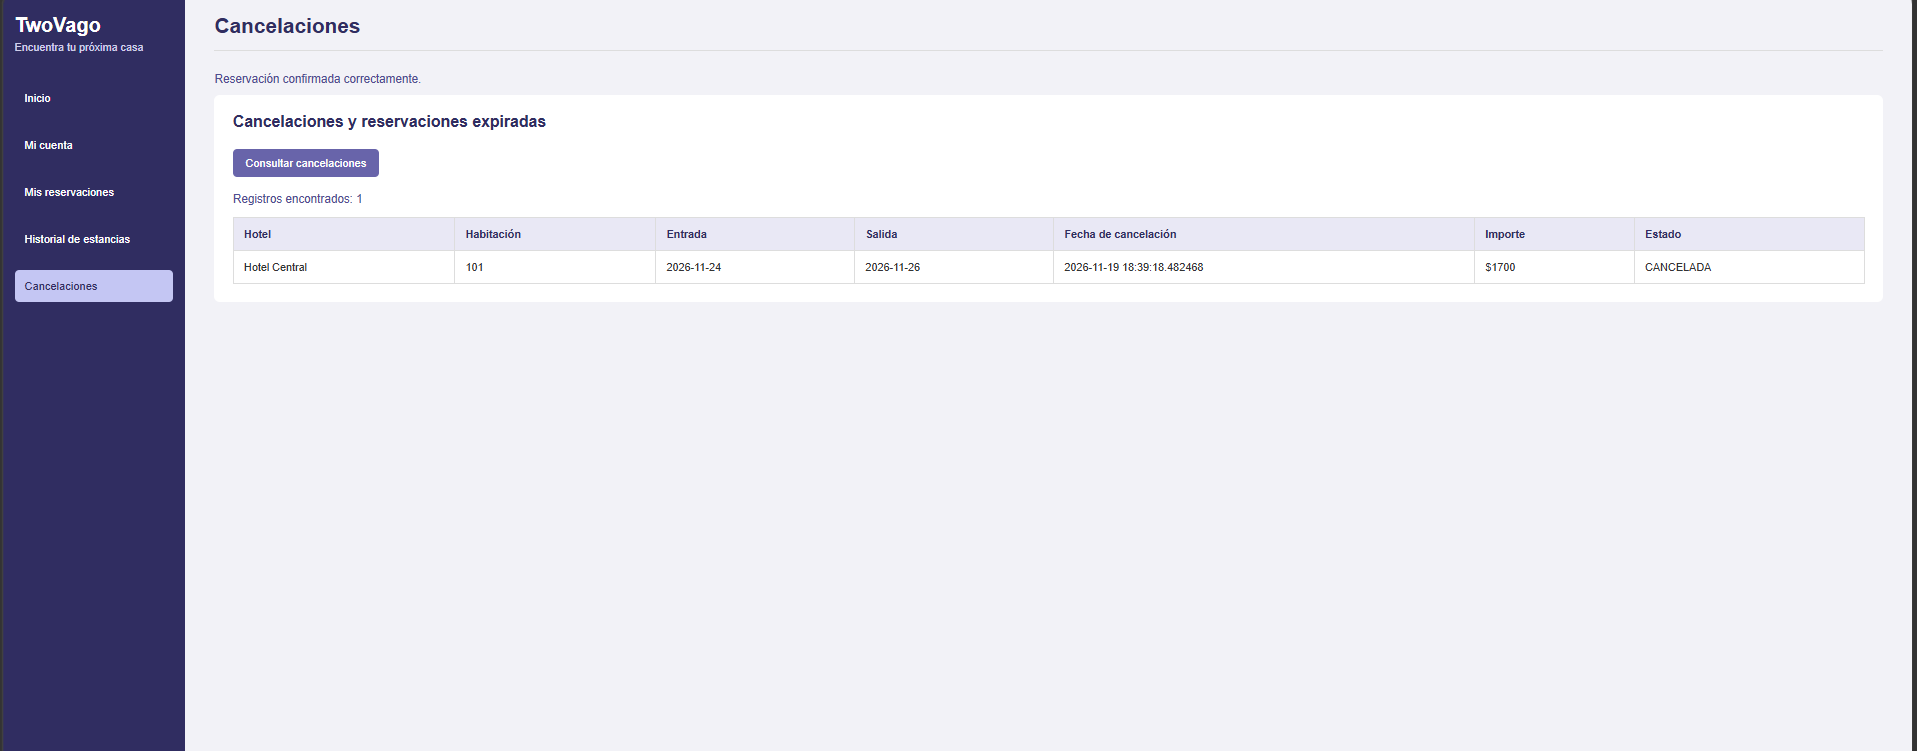 TwoVago
Encuentra tu próxima casa
Inicio
Mi cuenta
Mis reservaciones
Historial de estancias
Cancelaciones
Cancelaciones
Reservación confirmada correctamente.
Cancelaciones y reservaciones expiradas
Consultar cancelaciones
Registros encontrados: 1
Hotel Habitación Entrada Salida Fecha de cancelación Importe Estado
Hotel Central 101 2026-11-24 2026-11-26 2026-11-19 18:39:18.482468 $1700 CANCELADA